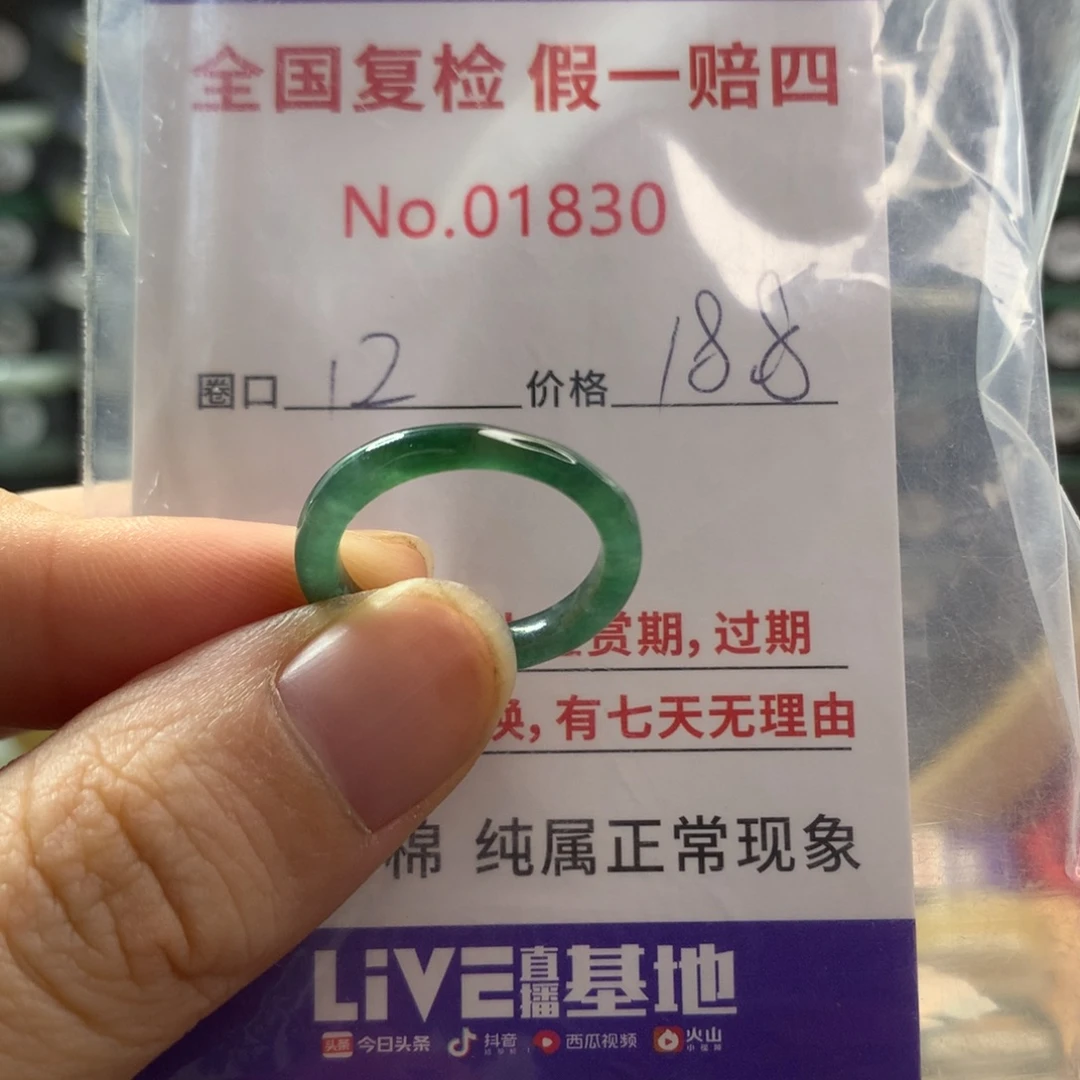 全国复检 假一赔四
No.01830
圈口 12 价格 188
赏期,过期
换,有七天无理由
棉 纯属正常现象
LiVE直播基地
头条 今日头条 抖音 西瓜视频 火山